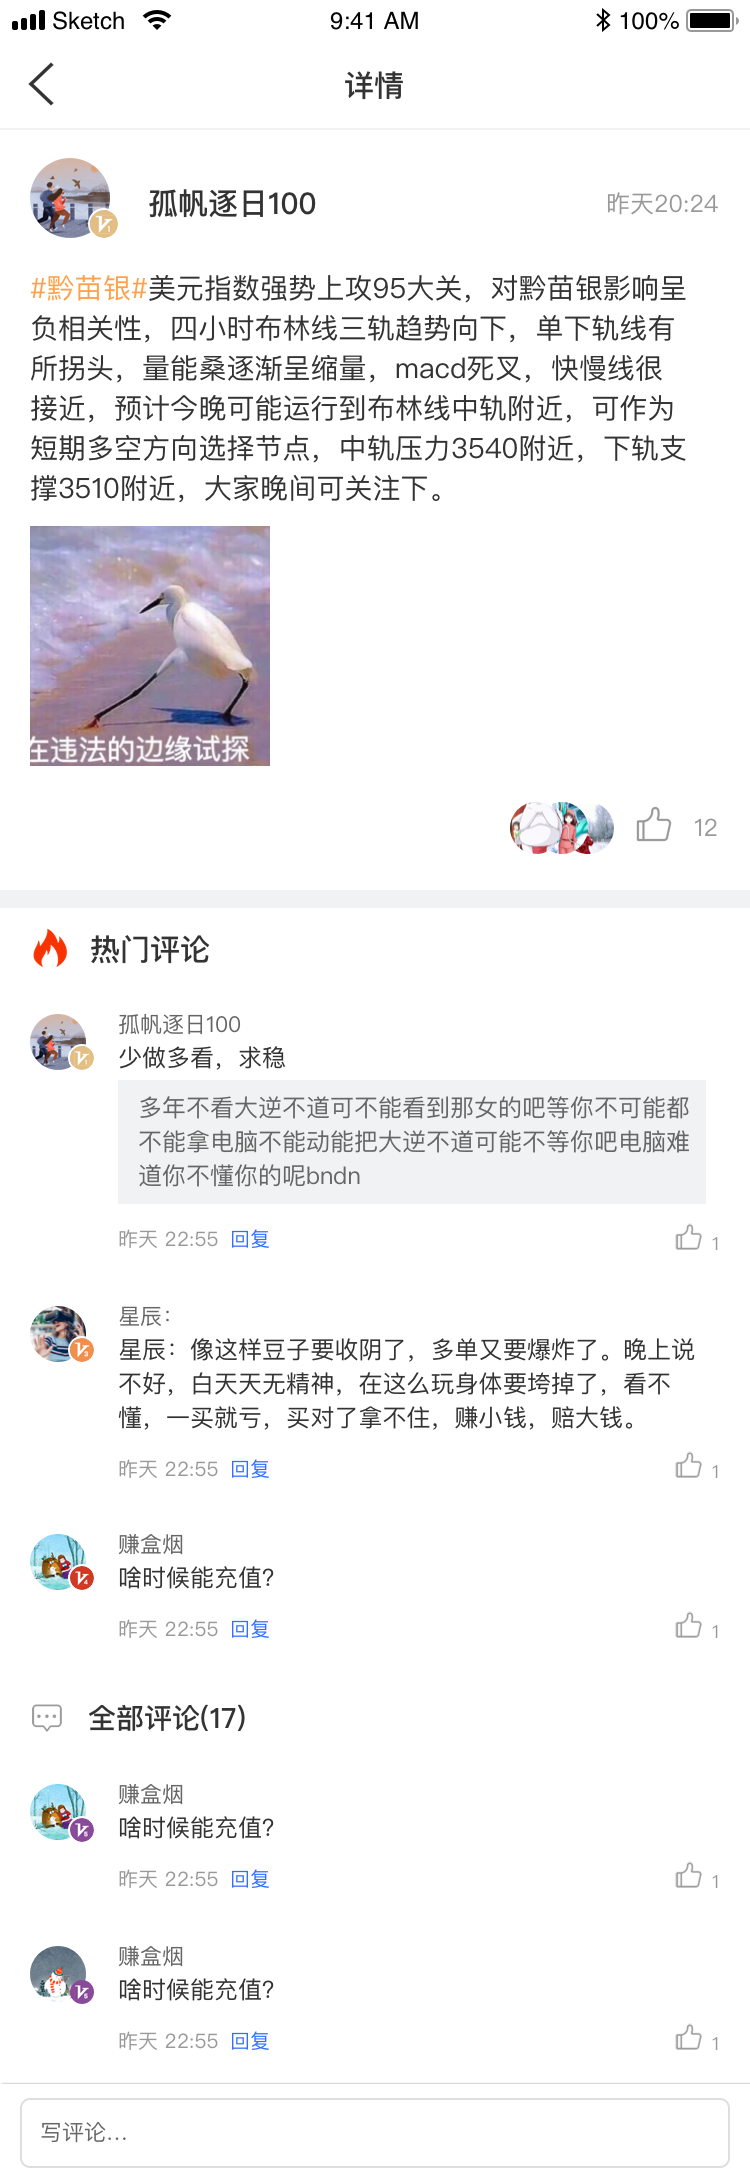 Sketch 9:41 AM 100%
详情
孤帆逐日100 昨天20:24
#黔苗银#美元指数强势上攻95大关，对黔苗银影响呈
负相关性，四小时布林线三轨趋势向下，单下轨线有
所拐头，量能桑逐渐呈缩量，macd死叉，快慢线很
接近，预计今晚可能运行到布林线中轨附近，可作为
短期多空方向选择节点，中轨压力3540附近，下轨支
撑3510附近，大家晚间可关注下。
在违法的边缘试探
12
热门评论
孤帆逐日100
少做多看，求稳
多年不看大逆不道可不能看到那女的吧等你不可能都
不能拿电脑不能动能把大逆不道可能不等你吧电脑难
道你不懂你的呢bndn
昨天 22:55 回复 1
星辰：
星辰：像这样豆子要收阴了，多单又要爆炸了。晚上说
不好，白天天无精神，在这么玩身体要垮掉了，看不
懂，一买就亏，买对了拿不住，赚小钱，赔大钱。
昨天 22:55 回复 1
赚盒烟
啥时候能充值?
昨天 22:55 回复 1
全部评论(17)
赚盒烟
啥时候能充值?
昨天 22:55 回复 1
赚盒烟
啥时候能充值?
昨天 22:55 回复 1
写评论...